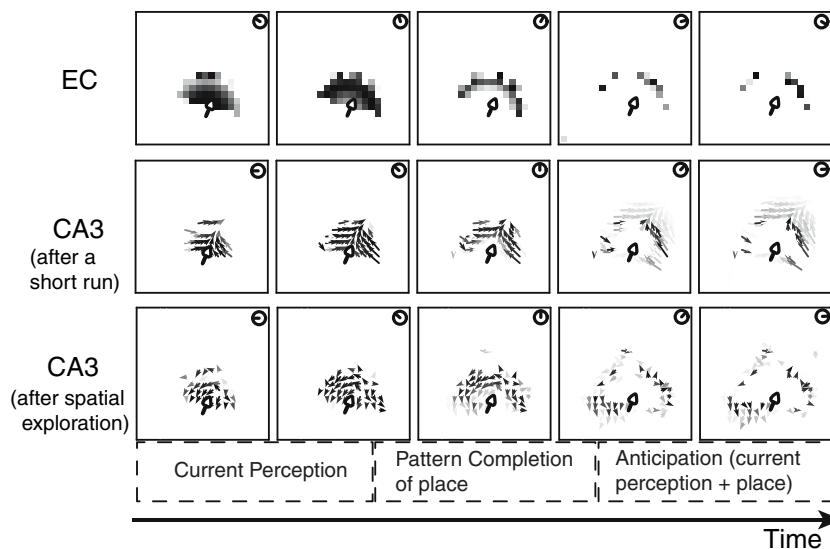 EC
CA3
(after a
short run)
CA3
(after spatial
exploration)
Current Perception
Pattern Completion
of place
Anticipation (current
perception + place)
Time